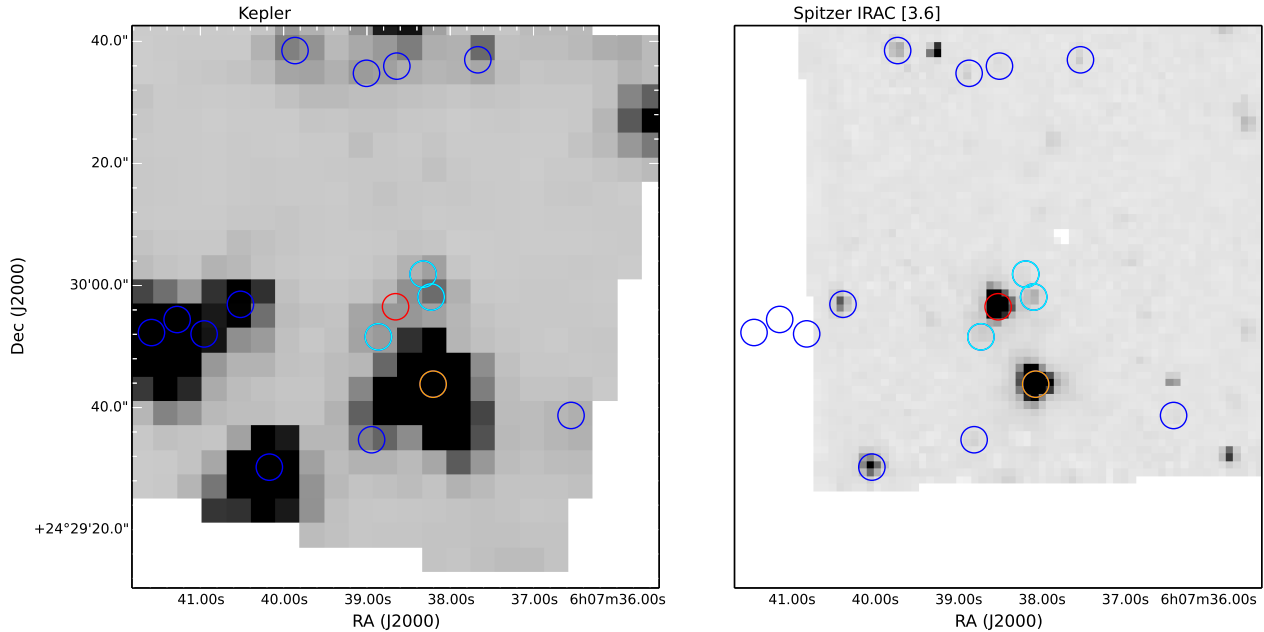 Kepler
Spitzer IRAC [3.6]
40.0"
20.0"
30'00.0"
40.0"
+24°29'20.0"
Dec (J2000)
41.00s 40.00s 39.00s 38.00s 37.00s 6h07m36.00s
RA (J2000)
41.00s 40.00s 39.00s 38.00s 37.00s 6h07m36.00s
RA (J2000)